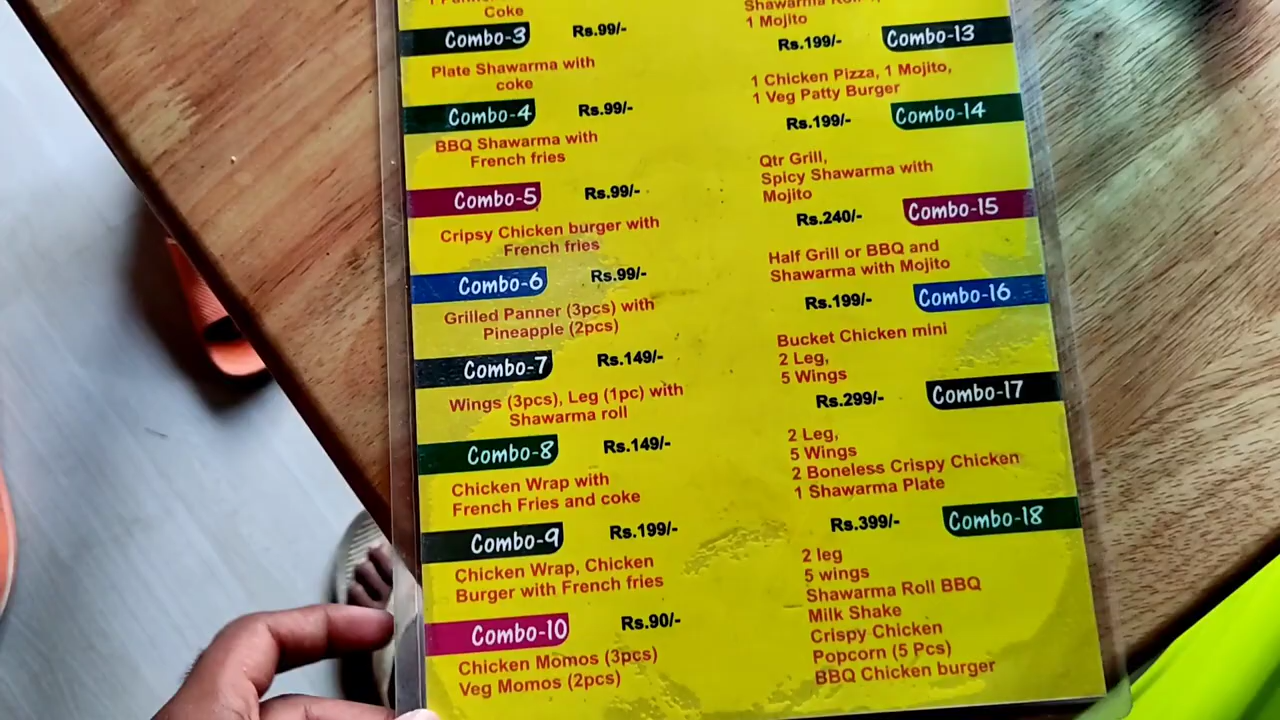 Coke
Combo-3 Rs.99/-
Plate Shawarma with
coke
Combo-4 Rs.99/-
BBQ Shawarma with
French fries
Combo-5 Rs.99/-
Cripsy Chicken burger with
French fries
Combo-6 Rs.99/-
Grilled Panner (3pcs) with
Pineapple (2pcs)
Combo-7 Rs.149/-
Wings (3pcs), Leg (1pc) with
Shawarma roll
Combo-8 Rs.149/-
Chicken Wrap with
French Fries and coke
Combo-9 Rs.199/-
Chicken Wrap, Chicken
Burger with French fries
Combo-10 Rs.90/-
Chicken Momos (3pcs)
Veg Momos (2pcs)
Shawarma Roll
1 Mojito
Rs.199/- Combo-13
1 Chicken Pizza, 1 Mojito,
1 Veg Patty Burger
Rs.199/- Combo-14
Qtr Grill,
Spicy Shawarma with
Mojito
Rs.240/- Combo-15
Half Grill or BBQ and
Shawarma with Mojito
Rs.199/- Combo-16
Bucket Chicken mini
2 Leg,
5 Wings
Rs.299/- Combo-17
2 Leg,
5 Wings
2 Boneless Crispy Chicken
1 Shawarma Plate
Rs.399/- Combo-18
2 leg
5 wings
Shawarma Roll BBQ
Milk Shake
Crispy Chicken
Popcorn (5 Pcs)
BBQ Chicken burger